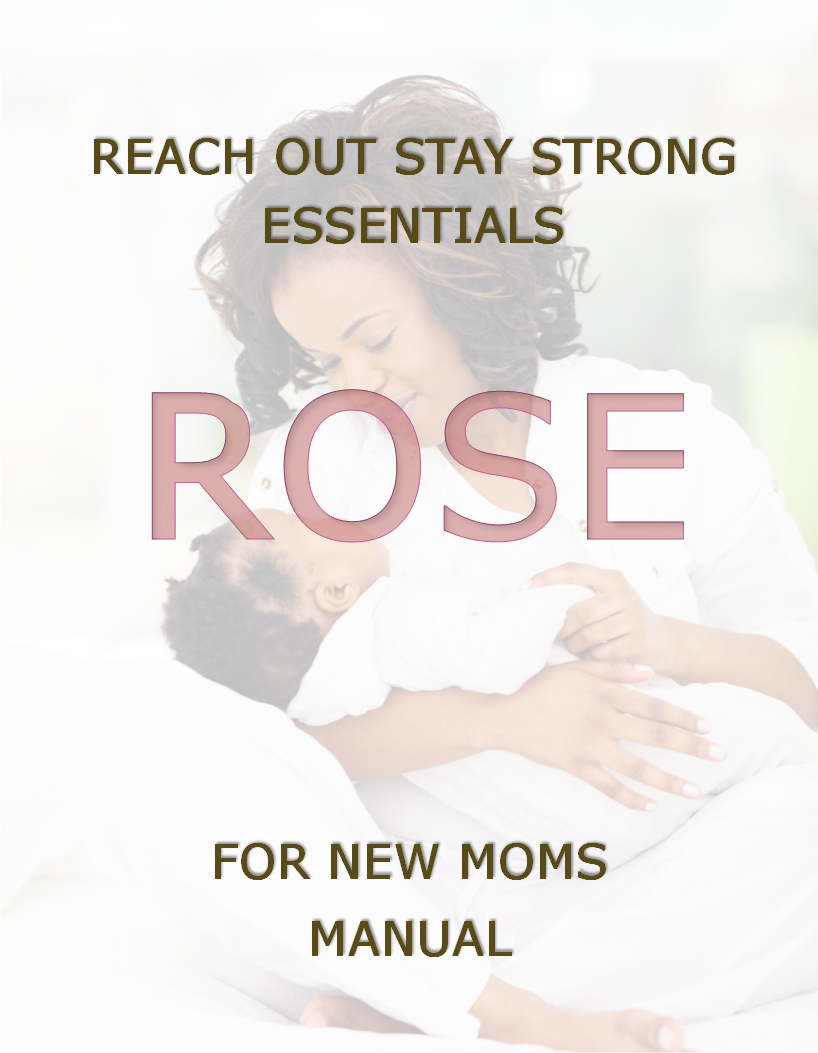 REACH OUT STAY STRONG
ESSENTIALS
ROSE
FOR NEW MOMS
MANUAL